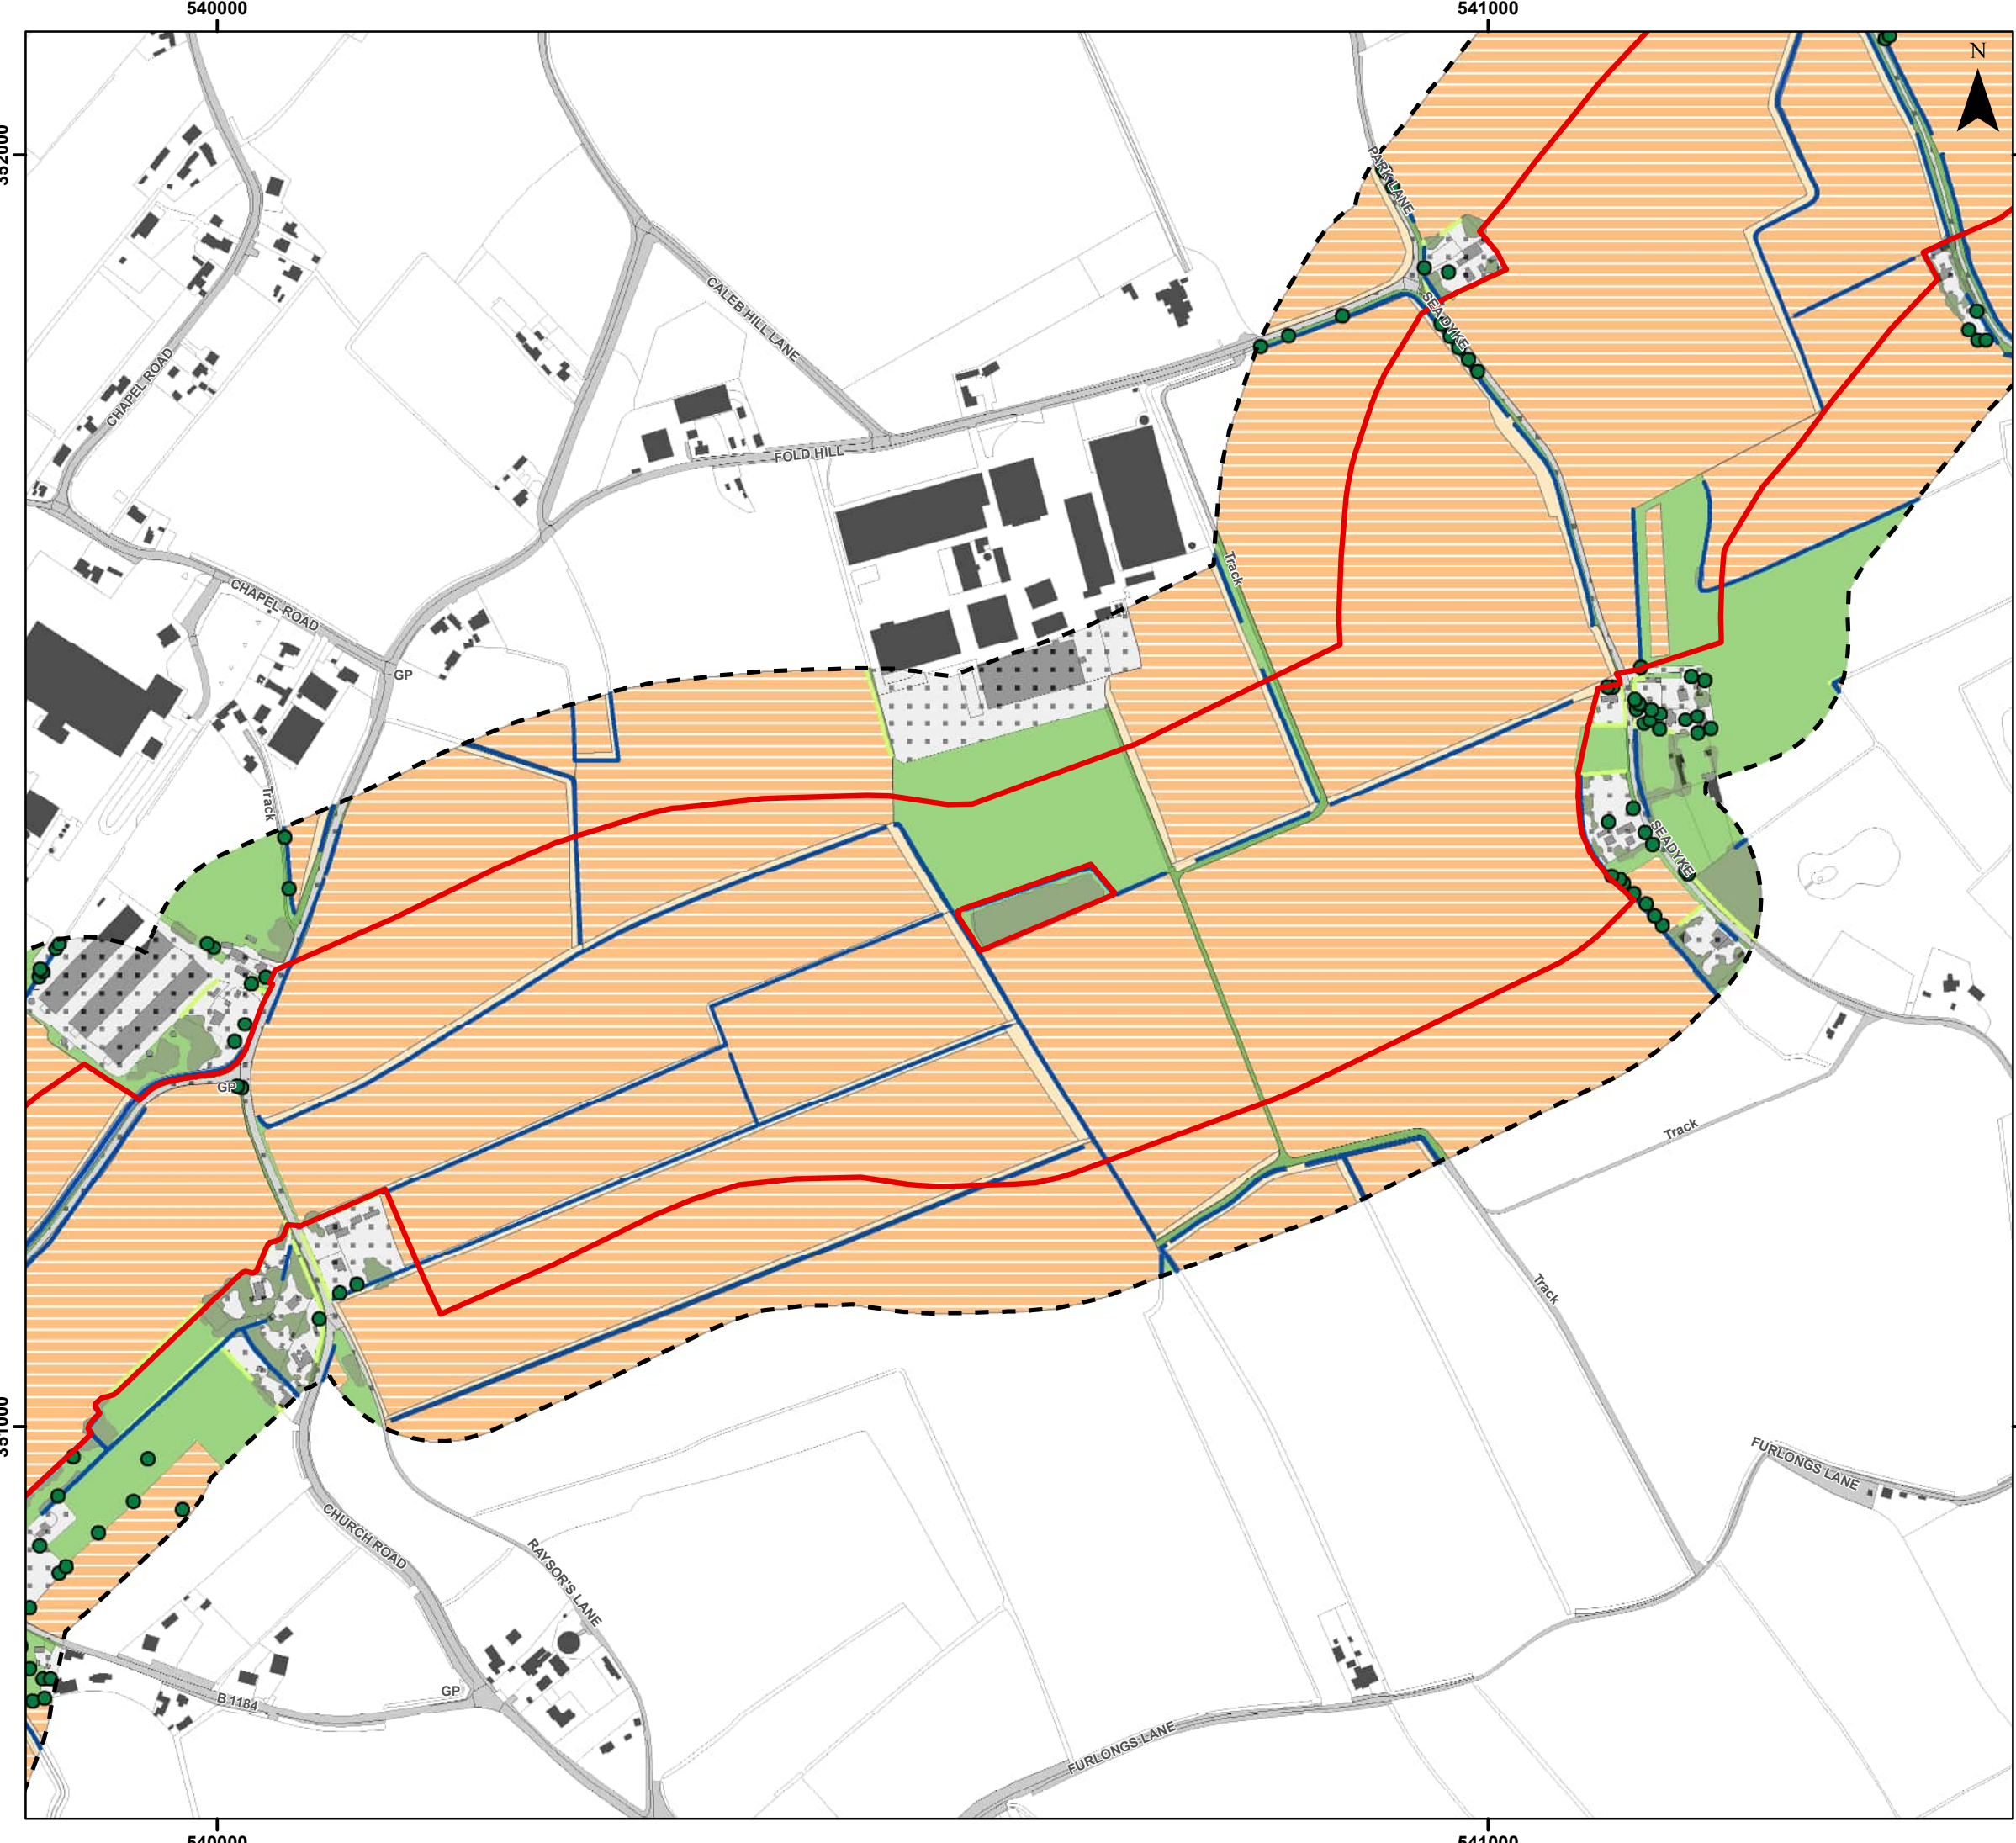 540000
541000
N
352000
PARK LANE
CALEB HILL LANE
SEA DYKE
CHAPEL ROAD
FOLD HILL
Track
CHAPEL ROAD
GP
Track
SEADYKE
GP
Track
Track
351000
FURLONGS LANE
CHURCH ROAD
RAYSOR'S LANE
GP
B 1184
FURLONGS LANE
540000
541000